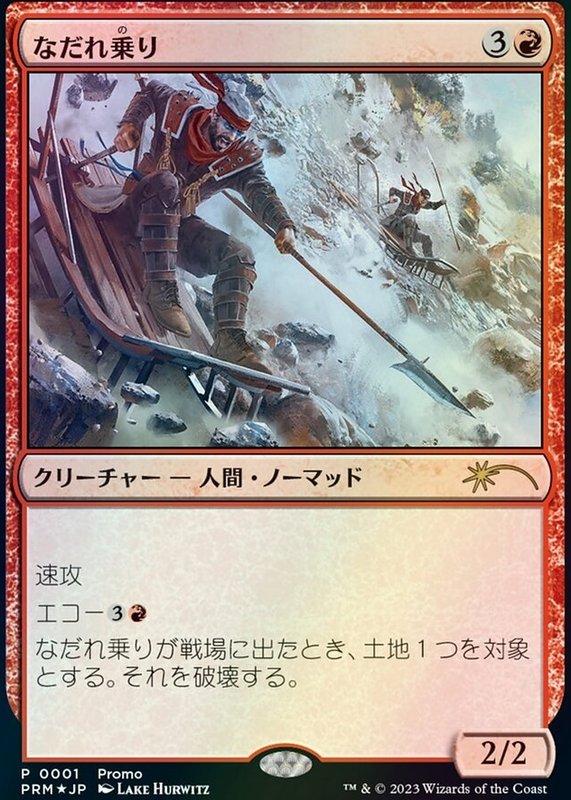 なだれ乗り
の
3
クリーチャー — 人間・ノーマッド
速攻
エコー3
なだれ乗りが戦場に出たとき、土地１つを対象
とする。それを破壊する。
2/2
P 0001 Promo
PRM★JP LAKE HURWITZ
™ & © 2023 Wizards of the Coast